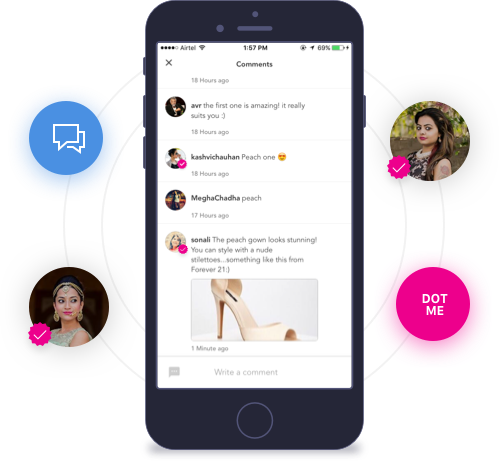 Airtel 1:57 PM 69%
Comments
18 Hours ago
avr the first one is amazing! it really
suits you :)
18 Hours ago
kashvichauhan Peach one 😍
18 Hours ago
MeghaChadha peach
17 Hours ago
sonali The peach gown looks stunning!
You can style with a nude
stilettoes..something like this from
Forever 21:)
1 Minute ago
Write a comment
DOT
ME